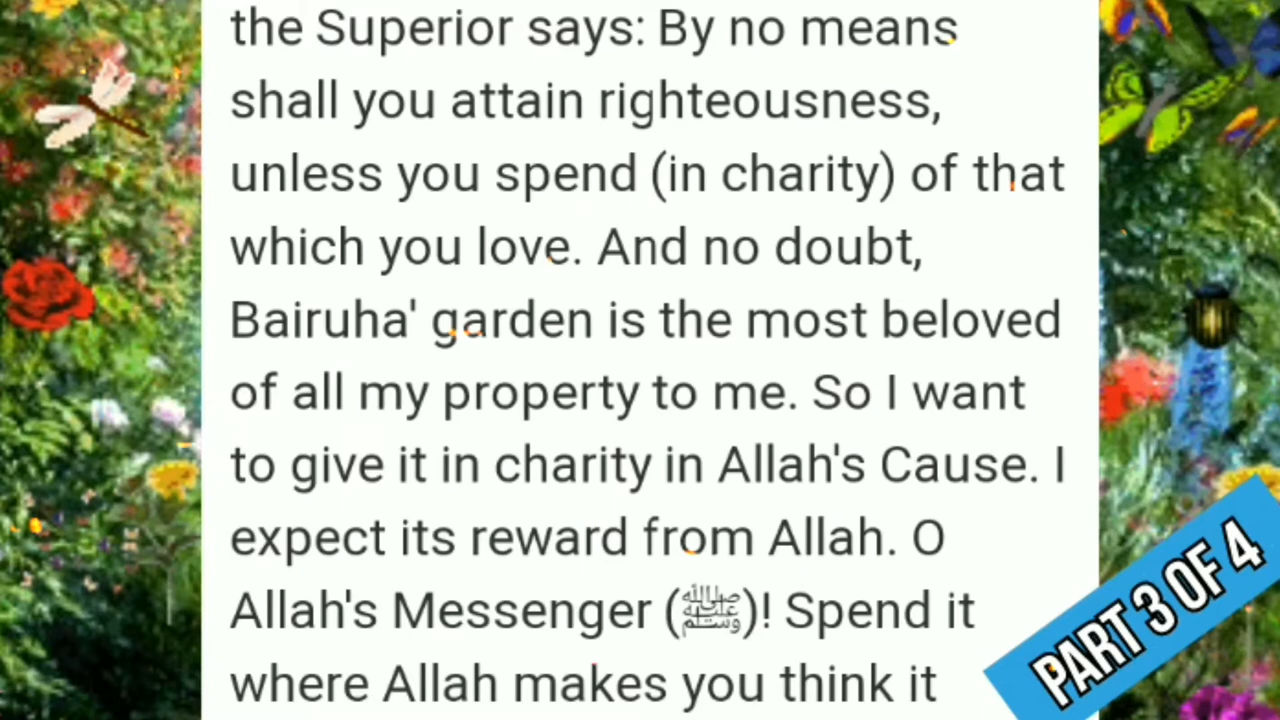 the Superior says: By no means
shall you attain righteousness,
unless you spend (in charity) of that
which you love. And no doubt,
Bairuha' garden is the most beloved
of all my property to me. So I want
to give it in charity in Allah's Cause. I
expect its reward from Allah. O
Allah's Messenger (ﷺ)! Spend it
where Allah makes you think it
PART 3 OF 4